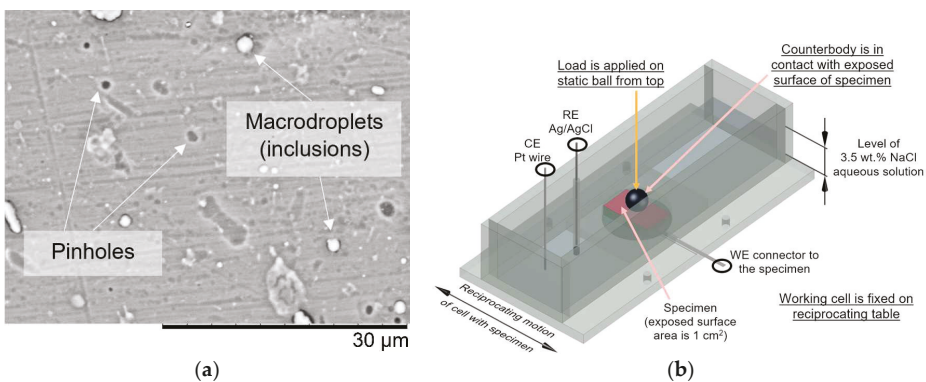 Macrodroplets
(inclusions)
Pinholes
30 µm
(a)
Load is applied on
static ball from top
Counterbody is in
contact with exposed
surface of specimen
RE
Ag/AgCl
CE
Pt wire
Level of
3.5 wt.% NaCl
aqueous solution
WE connector to
the specimen
Reciprocating motion
of cell with specimen
Specimen
(exposed surface
area is 1 cm²)
Working cell is fixed on
reciprocating table
(b)